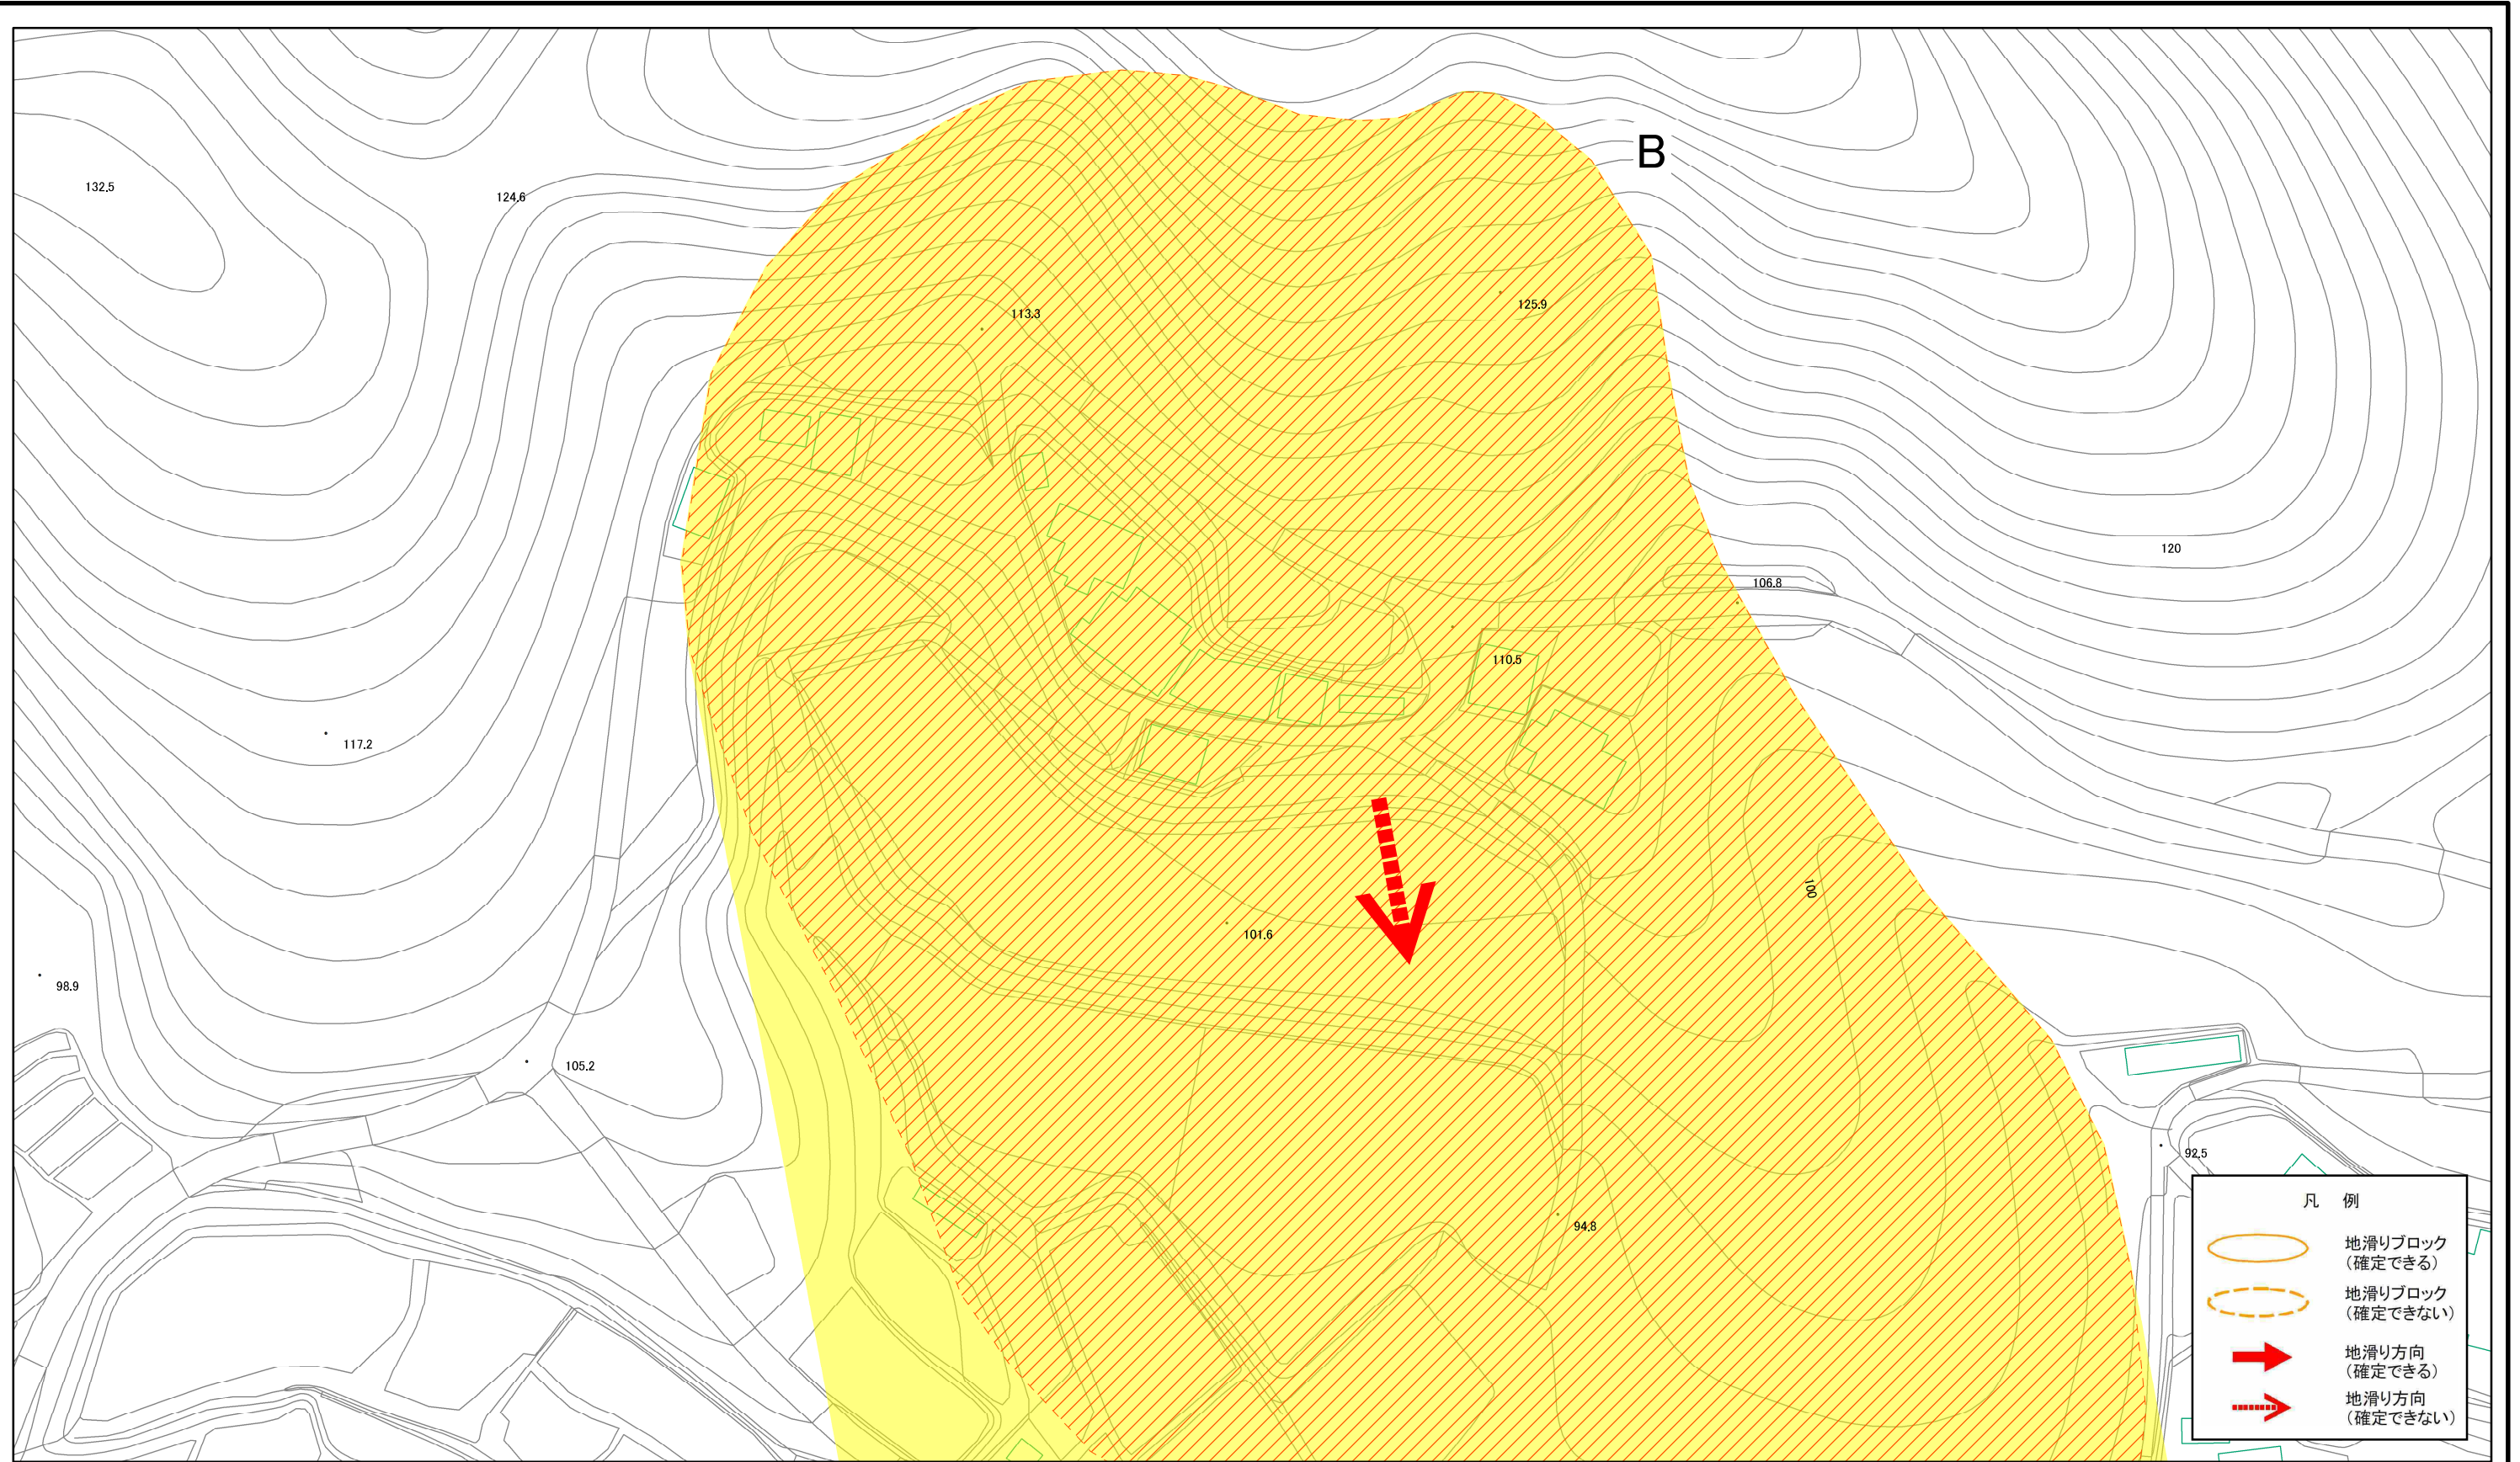 B
132.5
124.6
113.3
125.9
120
106.8
110.5
117.2
100
101.6
98.9
105.2
92.5
94.8
凡 例
地滑りブロック
（確定できる）
地滑りブロック
（確定できない）
地滑り方向
（確定できる）
地滑り方向
（確定できない）